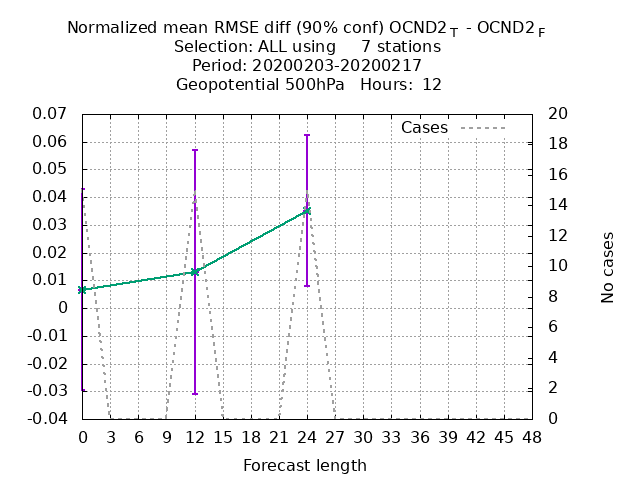 Normalized mean RMSE diff (90% conf) OCND2 T - OCND2 F
Selection: ALL using 7 stations
Period: 20200203-20200217
Geopotential 500hPa Hours: 12
Cases
0.07
0.06
0.05
0.04
0.03
0.02
0.01
0
-0.01
-0.02
-0.03
-0.04
20
18
16
14
12
10
8
6
4
2
0
No cases
0 3 6 9 12 15 18 21 24 27 30 33 36 39 42 45 48
Forecast length